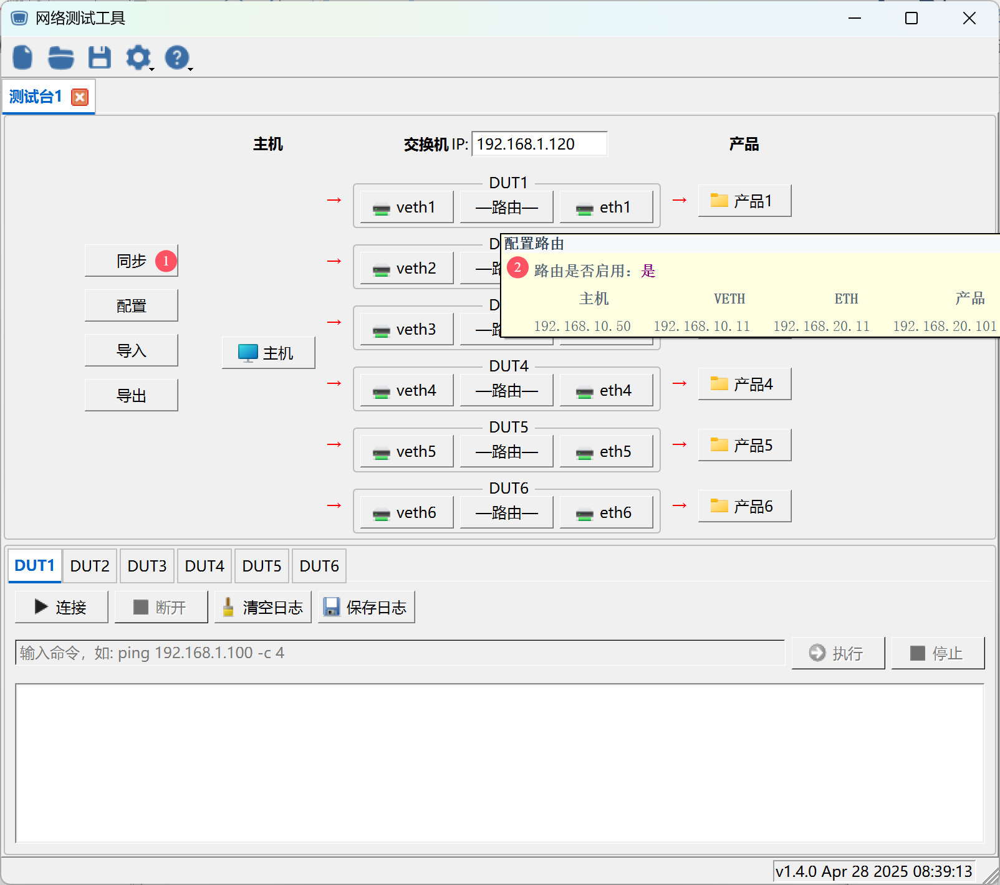 网络测试工具
测试台1
主机
交换机 IP: 192.168.1.120
产品
DUT1
→ veth1 —路由— eth1 → 产品1
同步 1
配置
导入
导出
主机
→ veth2
→ veth3
配置路由
2 路由是否启用：是
主机 VETH ETH 产品
192.168.10.50 192.168.10.11 192.168.20.11 192.168.20.101
DUT4
→ veth4 —路由— eth4 → 产品4
DUT5
→ veth5 —路由— eth5 → 产品5
DUT6
→ veth6 —路由— eth6 → 产品6
DUT1 DUT2 DUT3 DUT4 DUT5 DUT6
连接 断开 清空日志 保存日志
输入命令，如: ping 192.168.1.100 -c 4
执行 停止
v1.4.0 Apr 28 2025 08:39:13